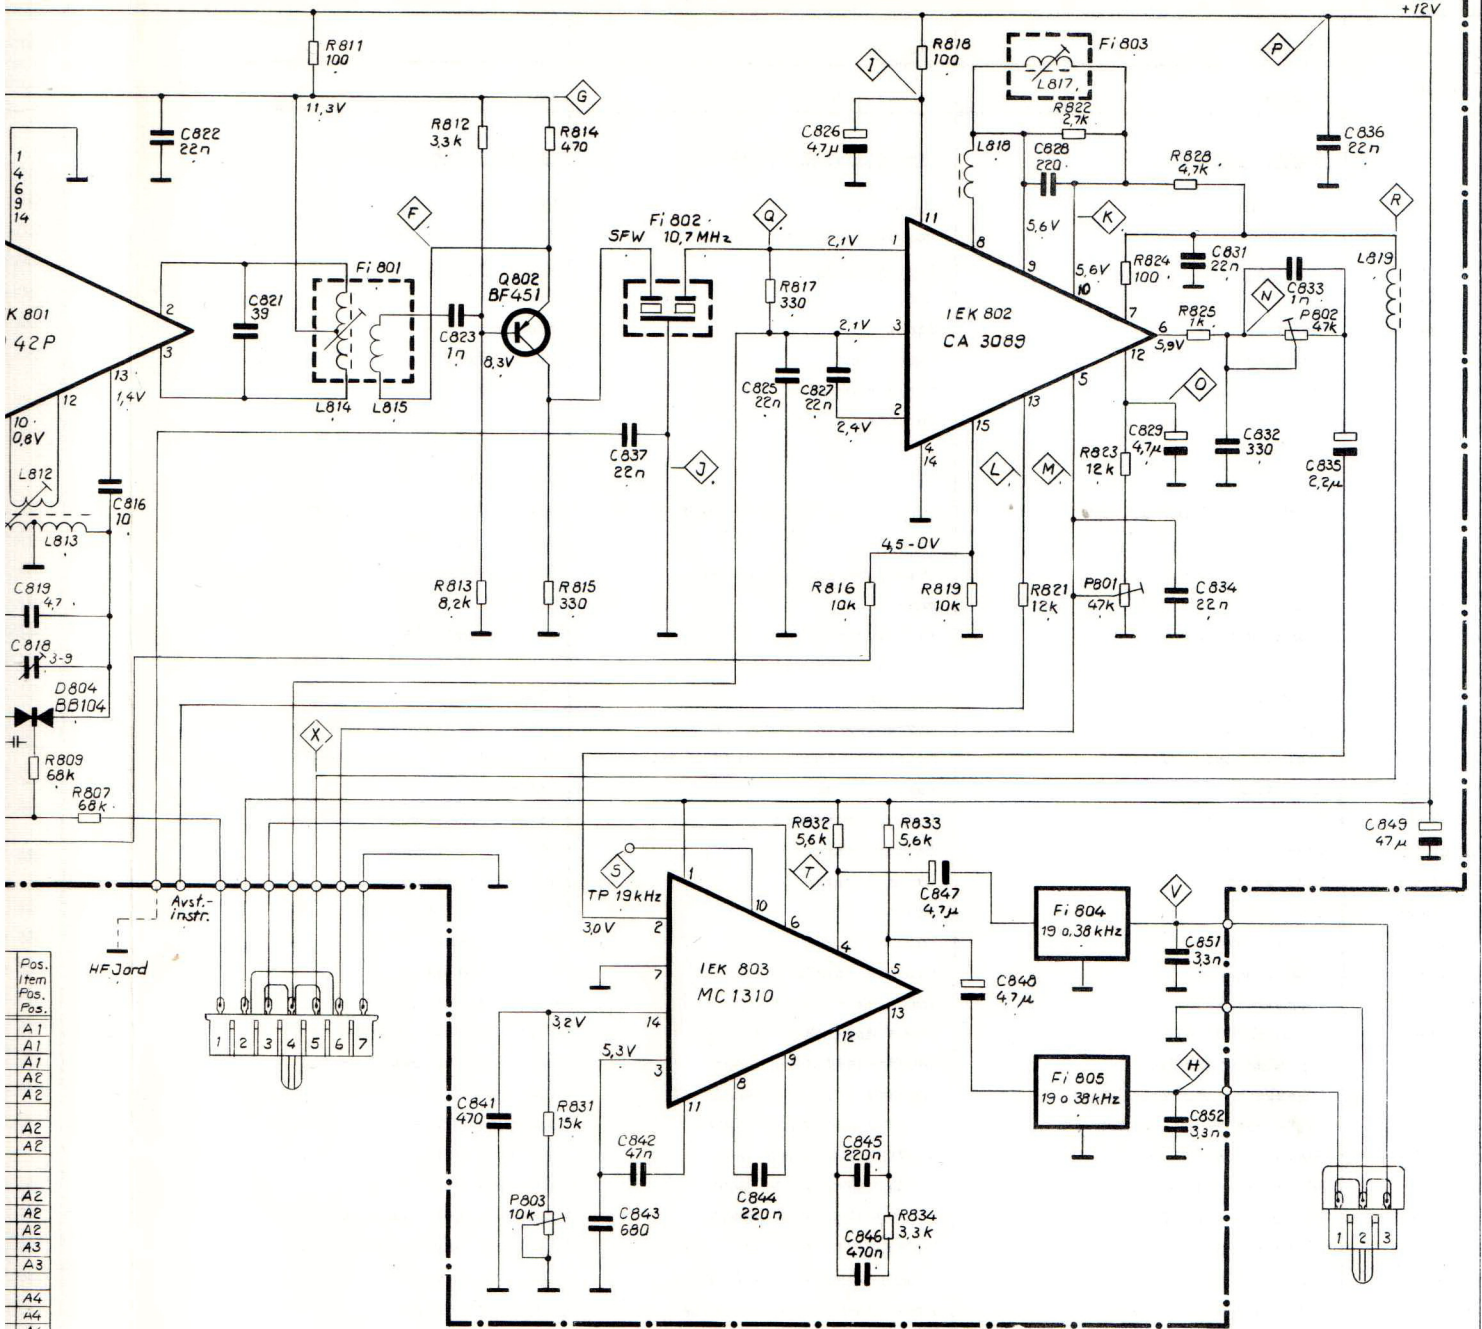 +12V
R811
100
11,3V
C822
22n
R812
3,3k
R814
470
G
I
R818
100
Fi 803
L817
R822
2,7k
P
C826
4,7µ
L818
C828
220
R828
4,7k
C836
22n
1
4
6
9
14
F
Fi 802
SFW 10,7 MHz
Q
2,1V
1
11
8
5,6V
9
K
5,6V
10
R824
100
C831
22n
C833
1n
L819
R
K 801
42P
2
3
C821
39
Fi 801
L814
L815
C823
1n
8,3V
Q802
BF451
R817
330
2,1V
3
IEK 802
CA 3089
7
6
5,9V
R825
1k
N
P802
47k
13
1,4V
12
10
0,8V
C825
22n
C827
22n
2
2,4V
4
14
15
13
5
12
O
L812
L813
C816
10
C837
22n
J
L
M
R823
12k
C829
4,7µ
C832
330
C835
2,2µ
4,5-0V
C819
4,7
R813
8,2k
R815
330
R816
10k
R819
10k
R821
12k
P801
47k
C834
22n
C818
3-9
D804
BB104
X
R809
68k
R807
68k
R832
5,6k
R833
5,6k
C849
47µ
S
T
TP 19kHz
Avst.-
instr.
HF Jord
1
10
6
2
3,0V
7
IEK 803
MC 1310
4
5
C847
4,7µ
C848
4,7µ
Fi 804
19 o.38 kHz
V
C851
3,3n
14
3,2V
3
5,3V
11
8
9
12
13
Fi 805
19 o 38 kHz
H
C852
3,3n
1 2 3 4 5 6 7
C841
470
R831
15k
C842
47n
C843
680
P803
10k
C844
220n
C845
220n
C846
470n
R834
3,3k
1 2 3
Pos.
Item
Pos.
Pos.
A1
A1
A1
A2
A2
A2
A2
A2
A2
A2
A3
A3
A4
A4